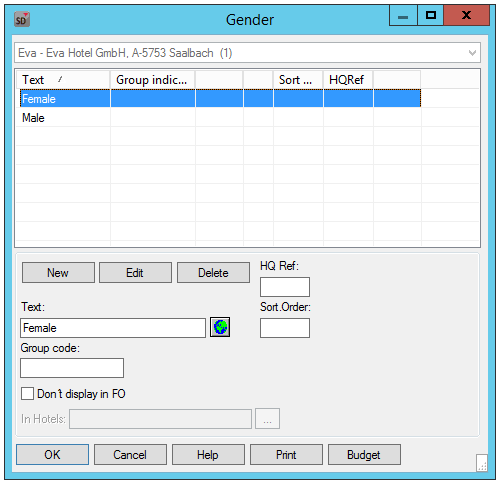 SD Gender
Eva - Eva Hotel GmbH, A-5753 Saalbach (1)
Text Group indic... Sort ... HQRef
Female
Male
New Edit Delete
HQ Ref:
Text: Sort.Order:
Female
Group code:
Don't display in FO
In Hotels: ...
OK Cancel Help Print Budget